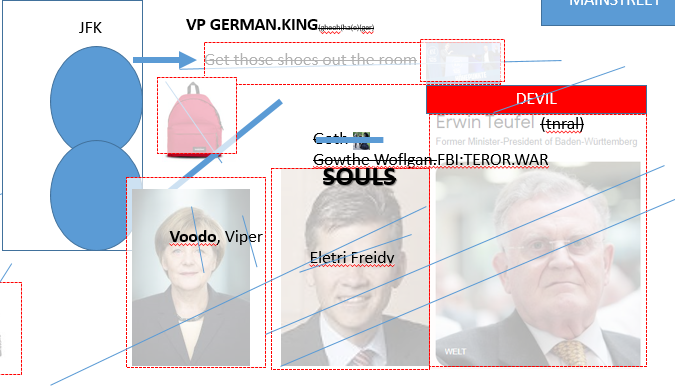 MAINSTREET
JFK
VP GERMAN.KING
Get those shoes out the room
DEVIL
Erwin Teufel (tnral)
Former Minister-President of Baden-Württemberg
Goth
Gowthe Woflgan.FBI:TEROR.WAR
SOULS
Voodo, Viper
Eletri Freidv
WELT